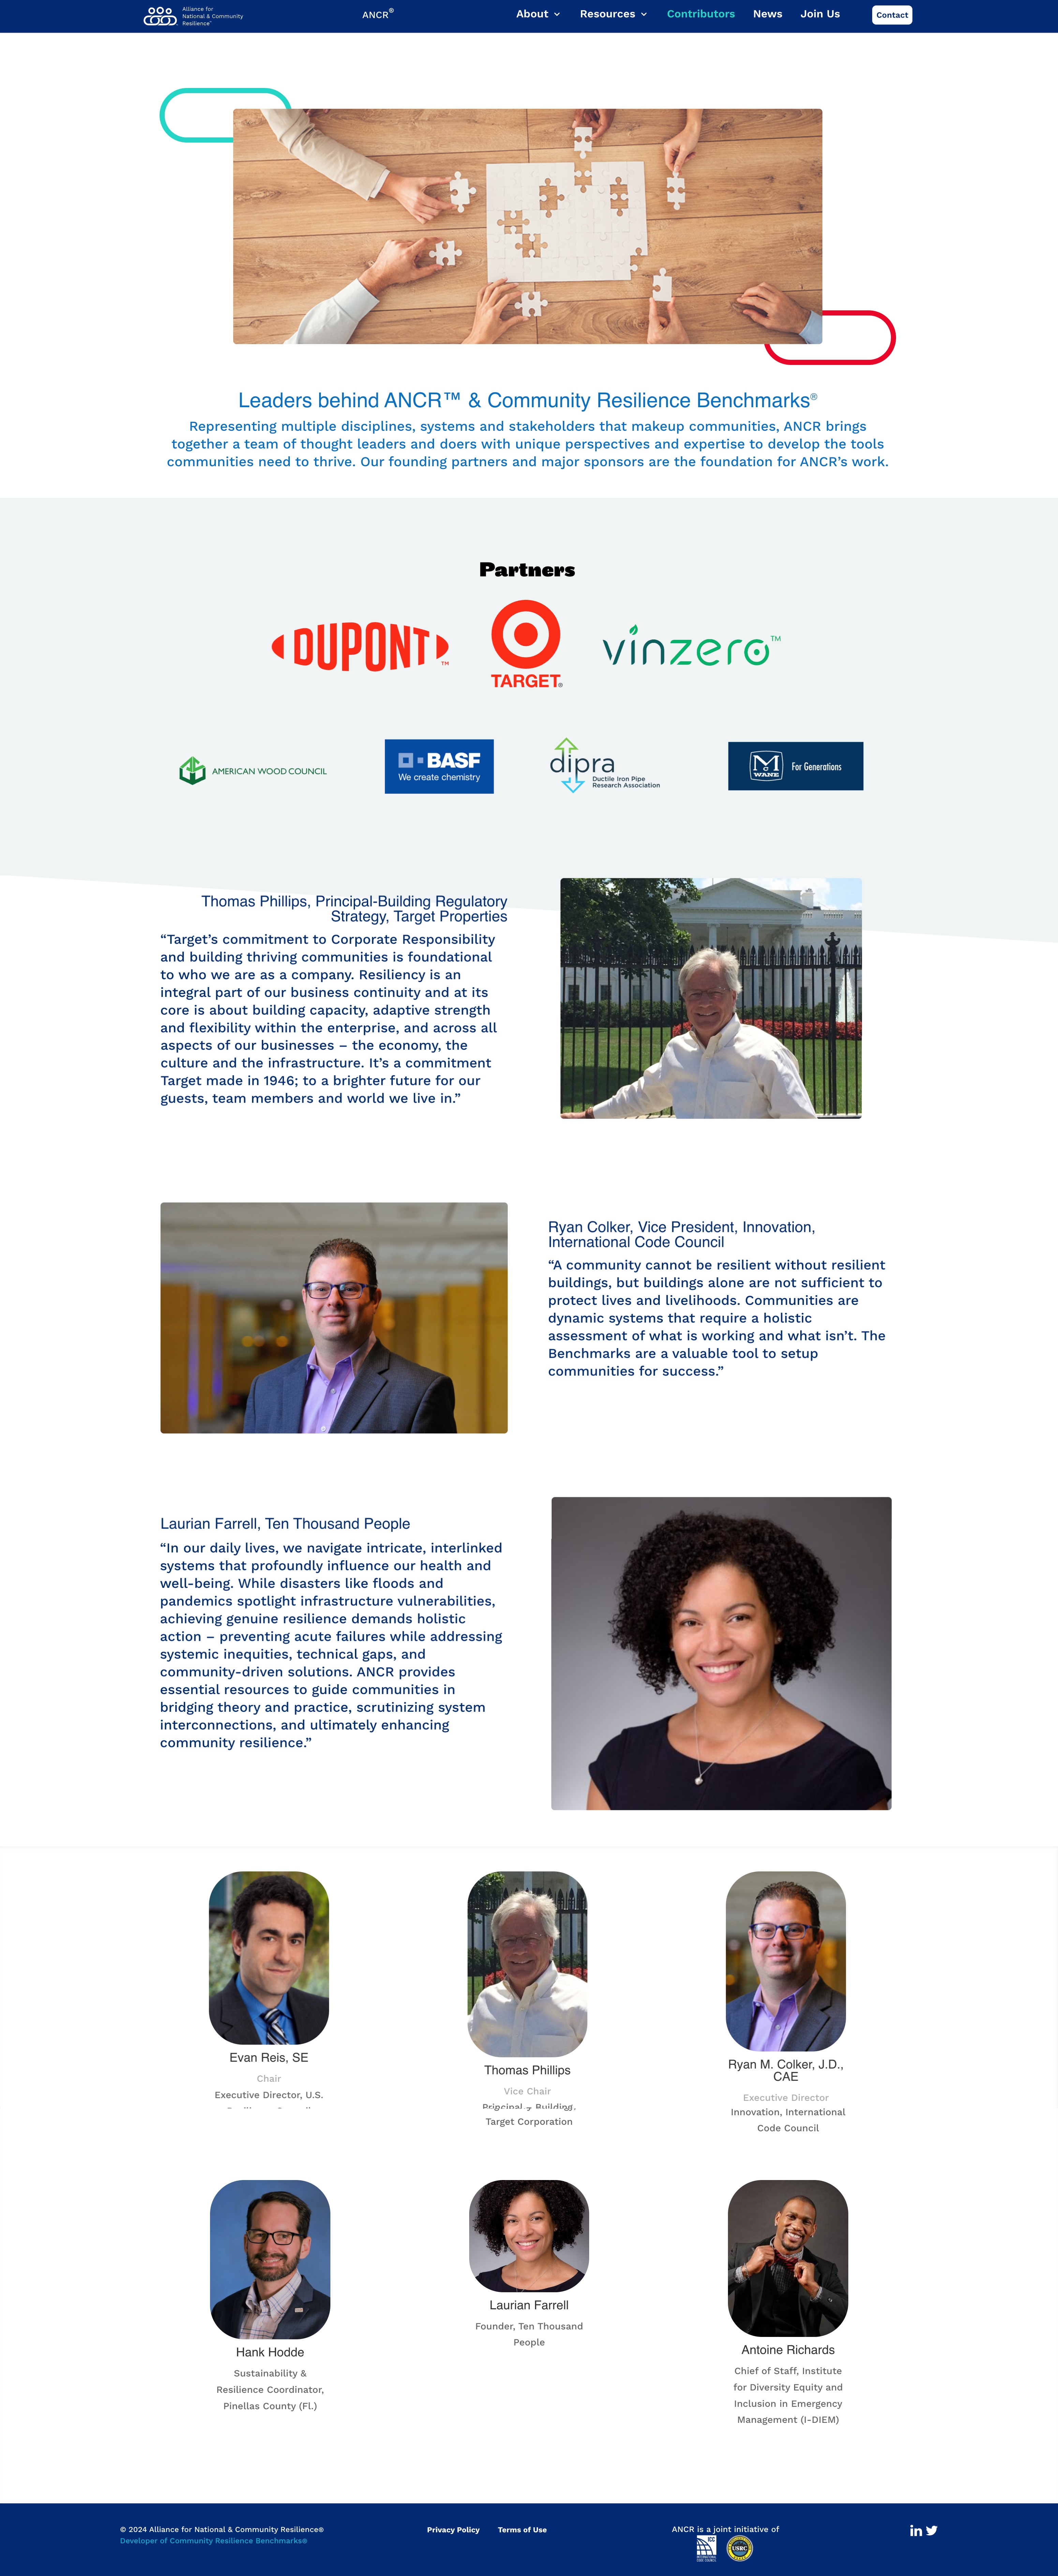 Alliance for
National & Community
Resilience
ANCR®
About
Resources
Contributors
News
Join Us
Contact
Leaders behind ANCR™ & Community Resilience Benchmarks®
Representing multiple disciplines, systems and stakeholders that makeup communities, ANCR brings
together a team of thought leaders and doers with unique perspectives and expertise to develop the tools
communities need to thrive. Our founding partners and major sponsors are the foundation for ANCR's work.
Partners
DUPONT™
TARGET®
vinzero™
AMERICAN WOOD COUNCIL
BASF
We create chemistry
dipra
Ductile Iron Pipe
Research Association
M
WANE
For Generations
Thomas Phillips, Principal-Building Regulatory
Strategy, Target Properties
“Target’s commitment to Corporate Responsibility
and building thriving communities is foundational
to who we are as a company. Resiliency is an
integral part of our business continuity and at its
core is about building capacity, adaptive strength
and flexibility within the enterprise, and across all
aspects of our businesses – the economy, the
culture and the infrastructure. It’s a commitment
Target made in 1946; to a brighter future for our
guests, team members and world we live in.”
Ryan Colker, Vice President, Innovation,
International Code Council
“A community cannot be resilient without resilient
buildings, but buildings alone are not sufficient to
protect lives and livelihoods. Communities are
dynamic systems that require a holistic
assessment of what is working and what isn’t. The
Benchmarks are a valuable tool to setup
communities for success.”
Laurian Farrell, Ten Thousand People
“In our daily lives, we navigate intricate, interlinked
systems that profoundly influence our health and
well-being. While disasters like floods and
pandemics spotlight infrastructure vulnerabilities,
achieving genuine resilience demands holistic
action – preventing acute failures while addressing
systemic inequities, technical gaps, and
community-driven solutions. ANCR provides
essential resources to guide communities in
bridging theory and practice, scrutinizing system
interconnections, and ultimately enhancing
community resilience.”
Evan Reis, SE
Chair
Executive Director, U.S.
Thomas Phillips
Vice Chair
Principal - Building,
Target Corporation
Ryan M. Colker, J.D.,
CAE
Executive Director
Innovation, International
Code Council
Hank Hodde
Sustainability &
Resilience Coordinator,
Pinellas County (Fl.)
Laurian Farrell
Founder, Ten Thousand
People
Antoine Richards
Chief of Staff, Institute
for Diversity Equity and
Inclusion in Emergency
Management (I-DIEM)
© 2024 Alliance for National & Community Resilience®
Developer of Community Resilience Benchmarks®
Privacy Policy
Terms of Use
ANCR is a joint initiative of
ICC
INTERNATIONAL
CODE COUNCIL
USRC
in